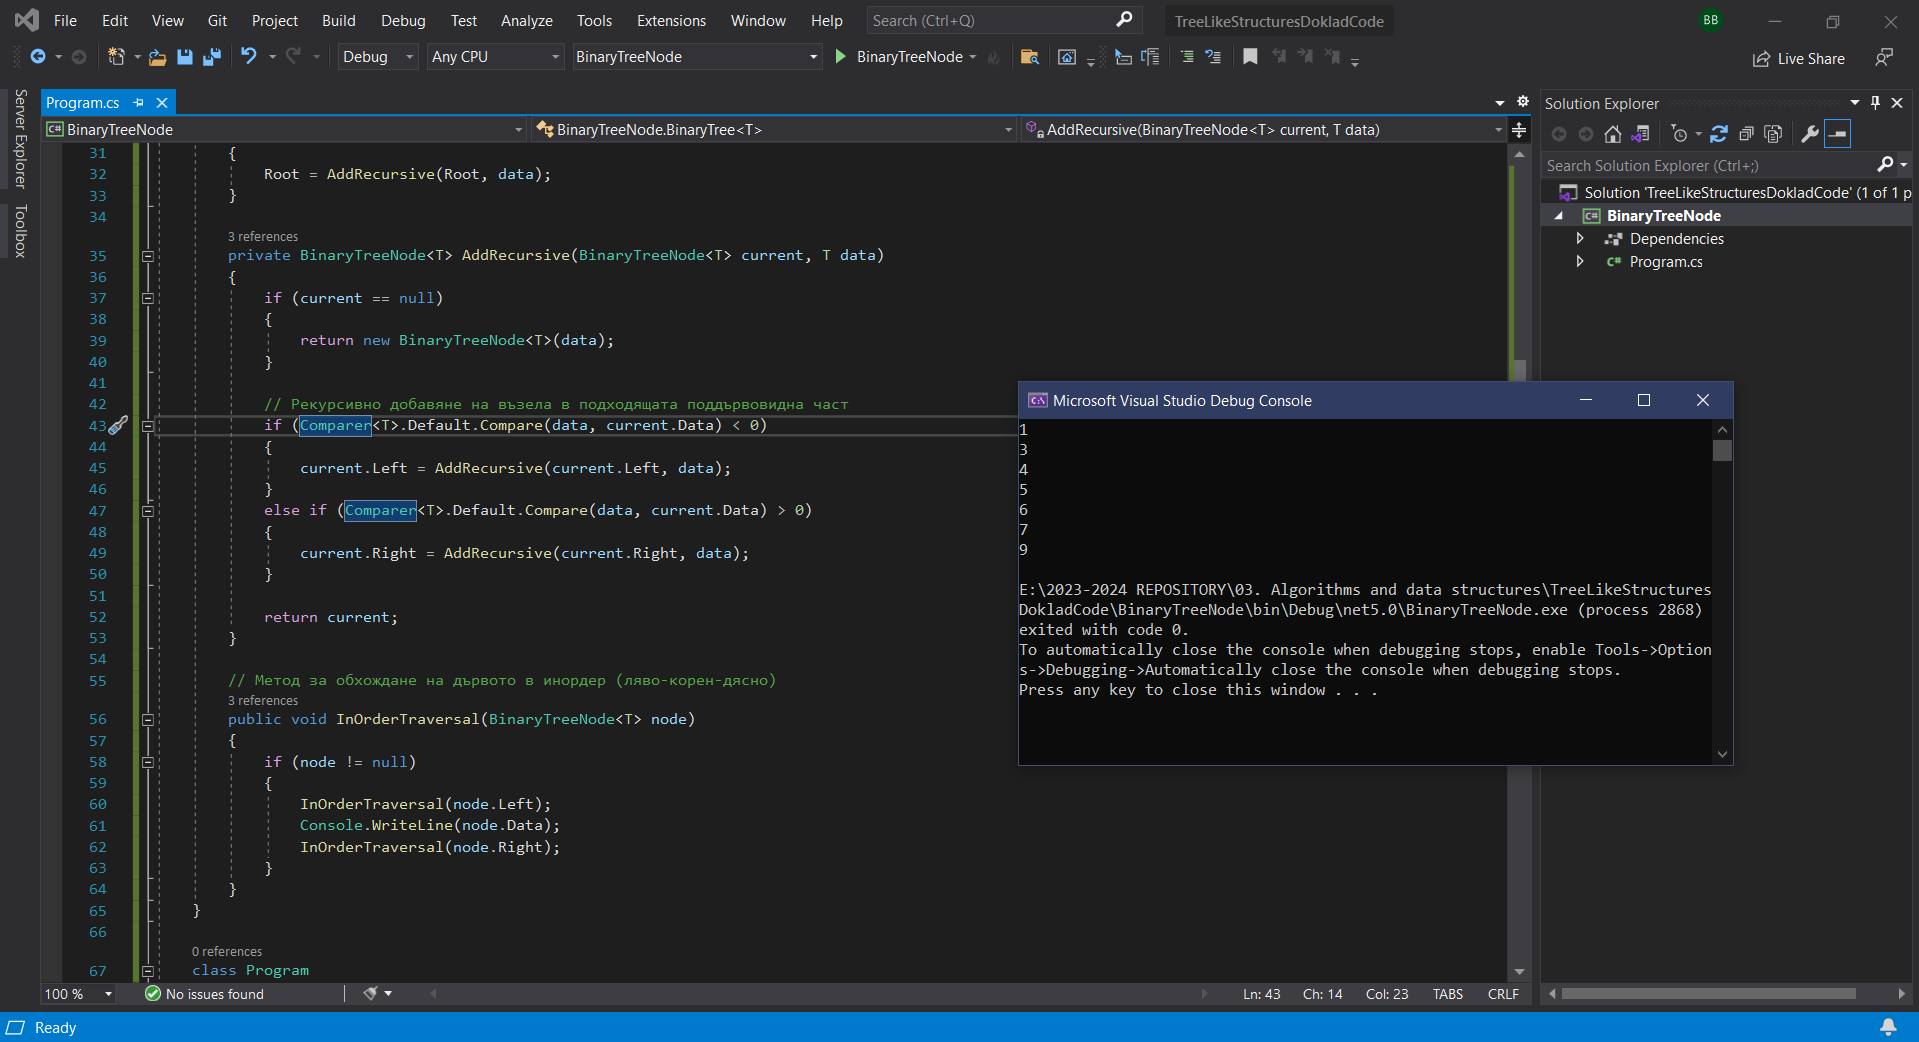 File Edit View Git Project Build Debug Test Analyze Tools Extensions Window Help Search (Ctrl+Q) TreeLikeStructuresDokladCode BB
Debug Any CPU BinaryTreeNode BinaryTreeNode Live Share
Server Explorer
Toolbox
Program.cs
BinaryTreeNode BinaryTreeNode.BinaryTree<T> AddRecursive(BinaryTreeNode<T> current, T data)
31 {
32 Root = AddRecursive(Root, data);
33 }
34
3 references
35 private BinaryTreeNode<T> AddRecursive(BinaryTreeNode<T> current, T data)
36 {
37 if (current == null)
38 {
39 return new BinaryTreeNode<T>(data);
40 }
41
42 // Рекурсивно добавяне на възела в подходящата поддървовидна част
43 if (Comparer<T>.Default.Compare(data, current.Data) < 0)
44 {
45 current.Left = AddRecursive(current.Left, data);
46 }
47 else if (Comparer<T>.Default.Compare(data, current.Data) > 0)
48 {
49 current.Right = AddRecursive(current.Right, data);
50 }
51
52 return current;
53 }
54
55 // Метод за обхождане на дървото в инордер (ляво-корен-дясно)
3 references
56 public void InOrderTraversal(BinaryTreeNode<T> node)
57 {
58 if (node != null)
59 {
60 InOrderTraversal(node.Left);
61 Console.WriteLine(node.Data);
62 InOrderTraversal(node.Right);
63 }
64 }
65 }
66
0 references
67 class Program
100 % No issues found Ln: 43 Ch: 14 Col: 23 TABS CRLF
Microsoft Visual Studio Debug Console
1
3
4
5
6
7
9
E:\2023-2024 REPOSITORY\03. Algorithms and data structures\TreeLikeStructures
DokladCode\BinaryTreeNode\bin\Debug\net5.0\BinaryTreeNode.exe (process 2868)
exited with code 0.
To automatically close the console when debugging stops, enable Tools->Option
s->Debugging->Automatically close the console when debugging stops.
Press any key to close this window . . .
Solution Explorer
Search Solution Explorer (Ctrl+;)
Solution 'TreeLikeStructuresDokladCode' (1 of 1 p
C# BinaryTreeNode
Dependencies
C# Program.cs
Ready